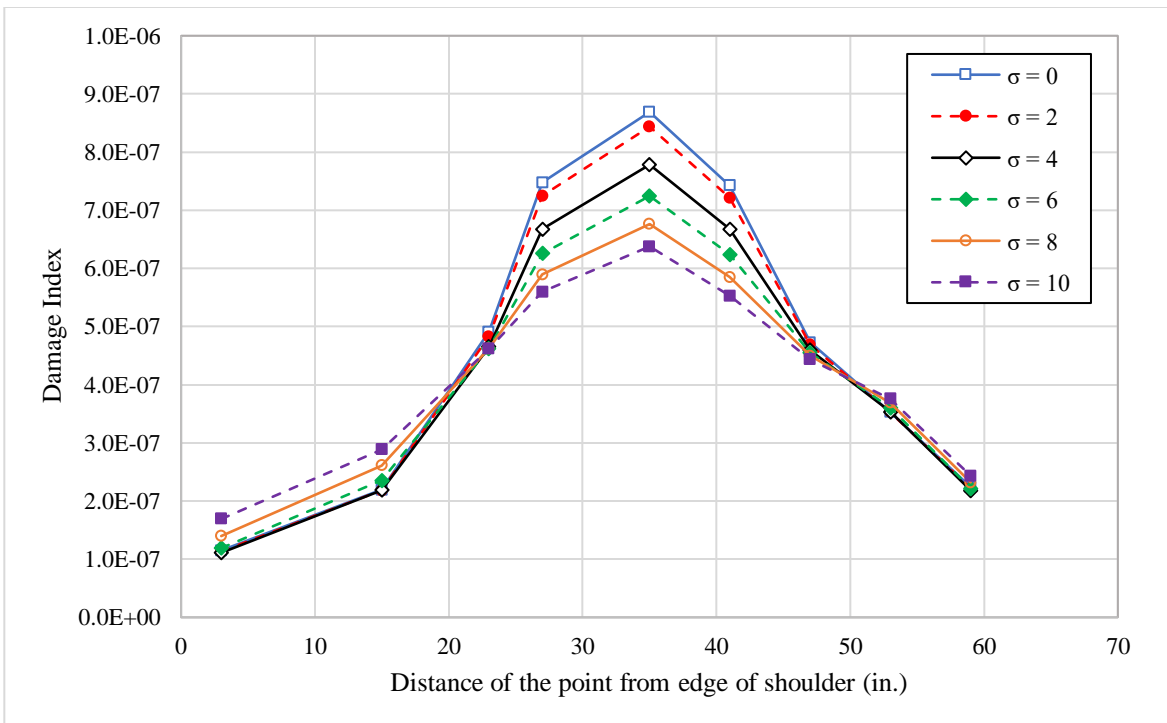 1.0E-06
9.0E-07
8.0E-07
7.0E-07
6.0E-07
5.0E-07
4.0E-07
3.0E-07
2.0E-07
1.0E-07
0.0E+00
Damage Index
0 10 20 30 40 50 60 70
Distance of the point from edge of shoulder (in.)
σ = 0
σ = 2
σ = 4
σ = 6
σ = 8
σ = 10